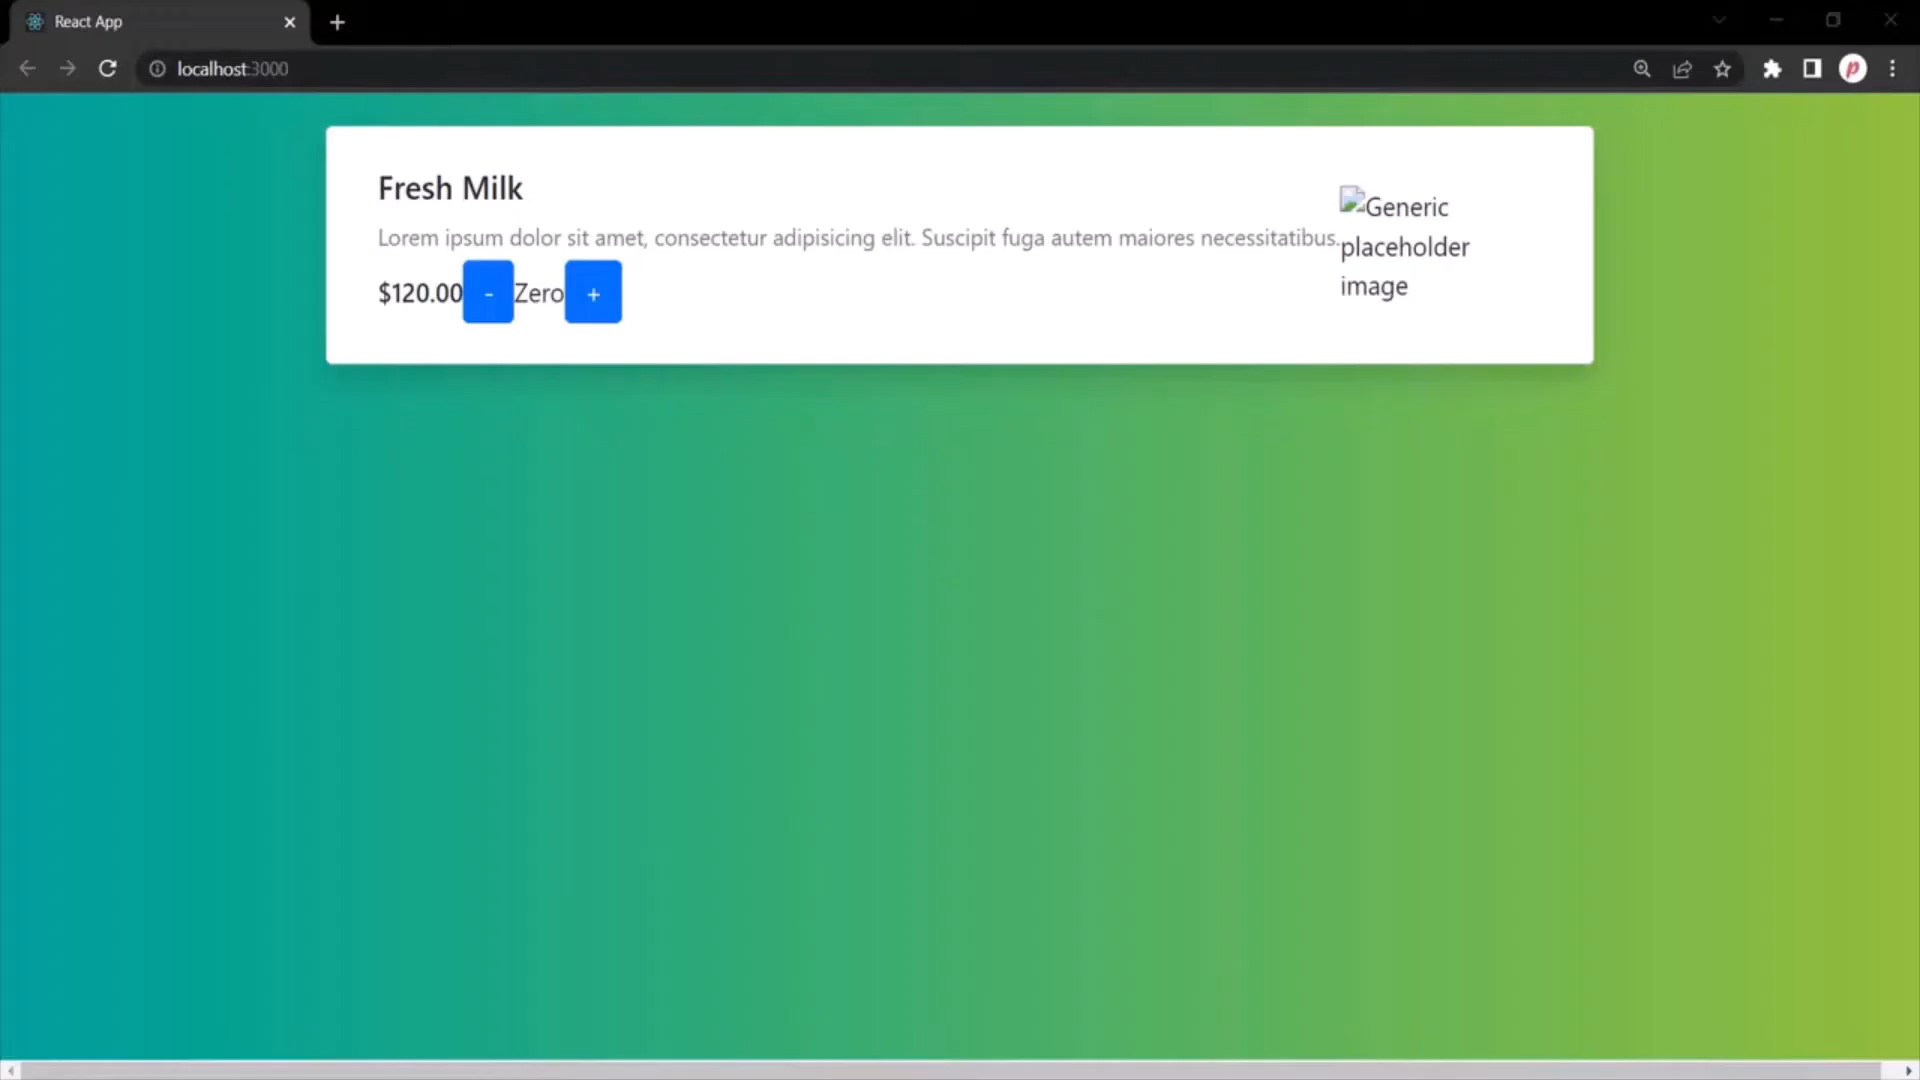 React App
localhost:3000
Fresh Milk
Lorem ipsum dolor sit amet, consectetur adipisicing elit. Suscipit fuga autem maiores necessitatibus.
$120.00 - Zero +
Generic
placeholder
image